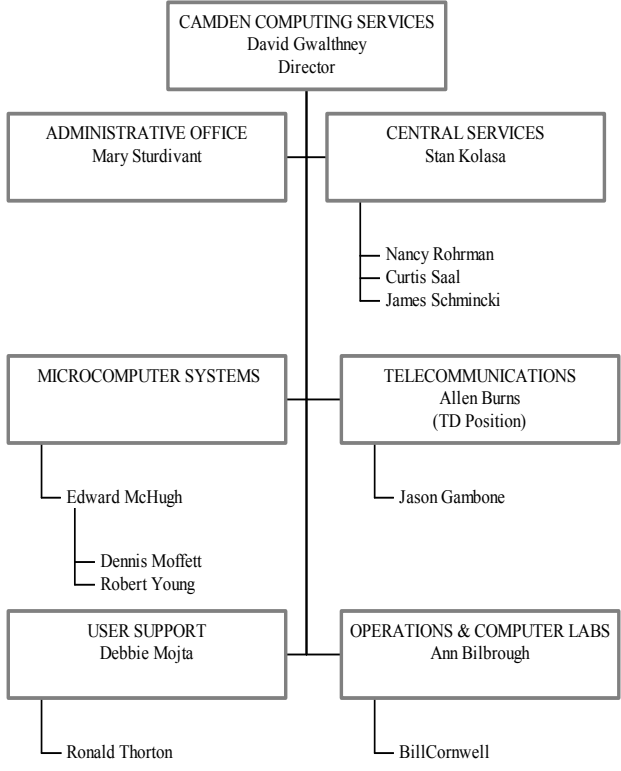 CAMDEN COMPUTING SERVICES
David Gwalthney
Director
ADMINISTRATIVE OFFICE
Mary Sturdivant
CENTRAL SERVICES
Stan Kolasa
Nancy Rohrman
Curtis Saal
James Schmincki
MICROCOMPUTER SYSTEMS
Edward McHugh
Dennis Moffett
Robert Young
TELECOMMUNICATIONS
Allen Burns
(TD Position)
Jason Gambone
USER SUPPORT
Debbie Mojta
Ronald Thorton
OPERATIONS & COMPUTER LABS
Ann Bilbrough
BillCornwell